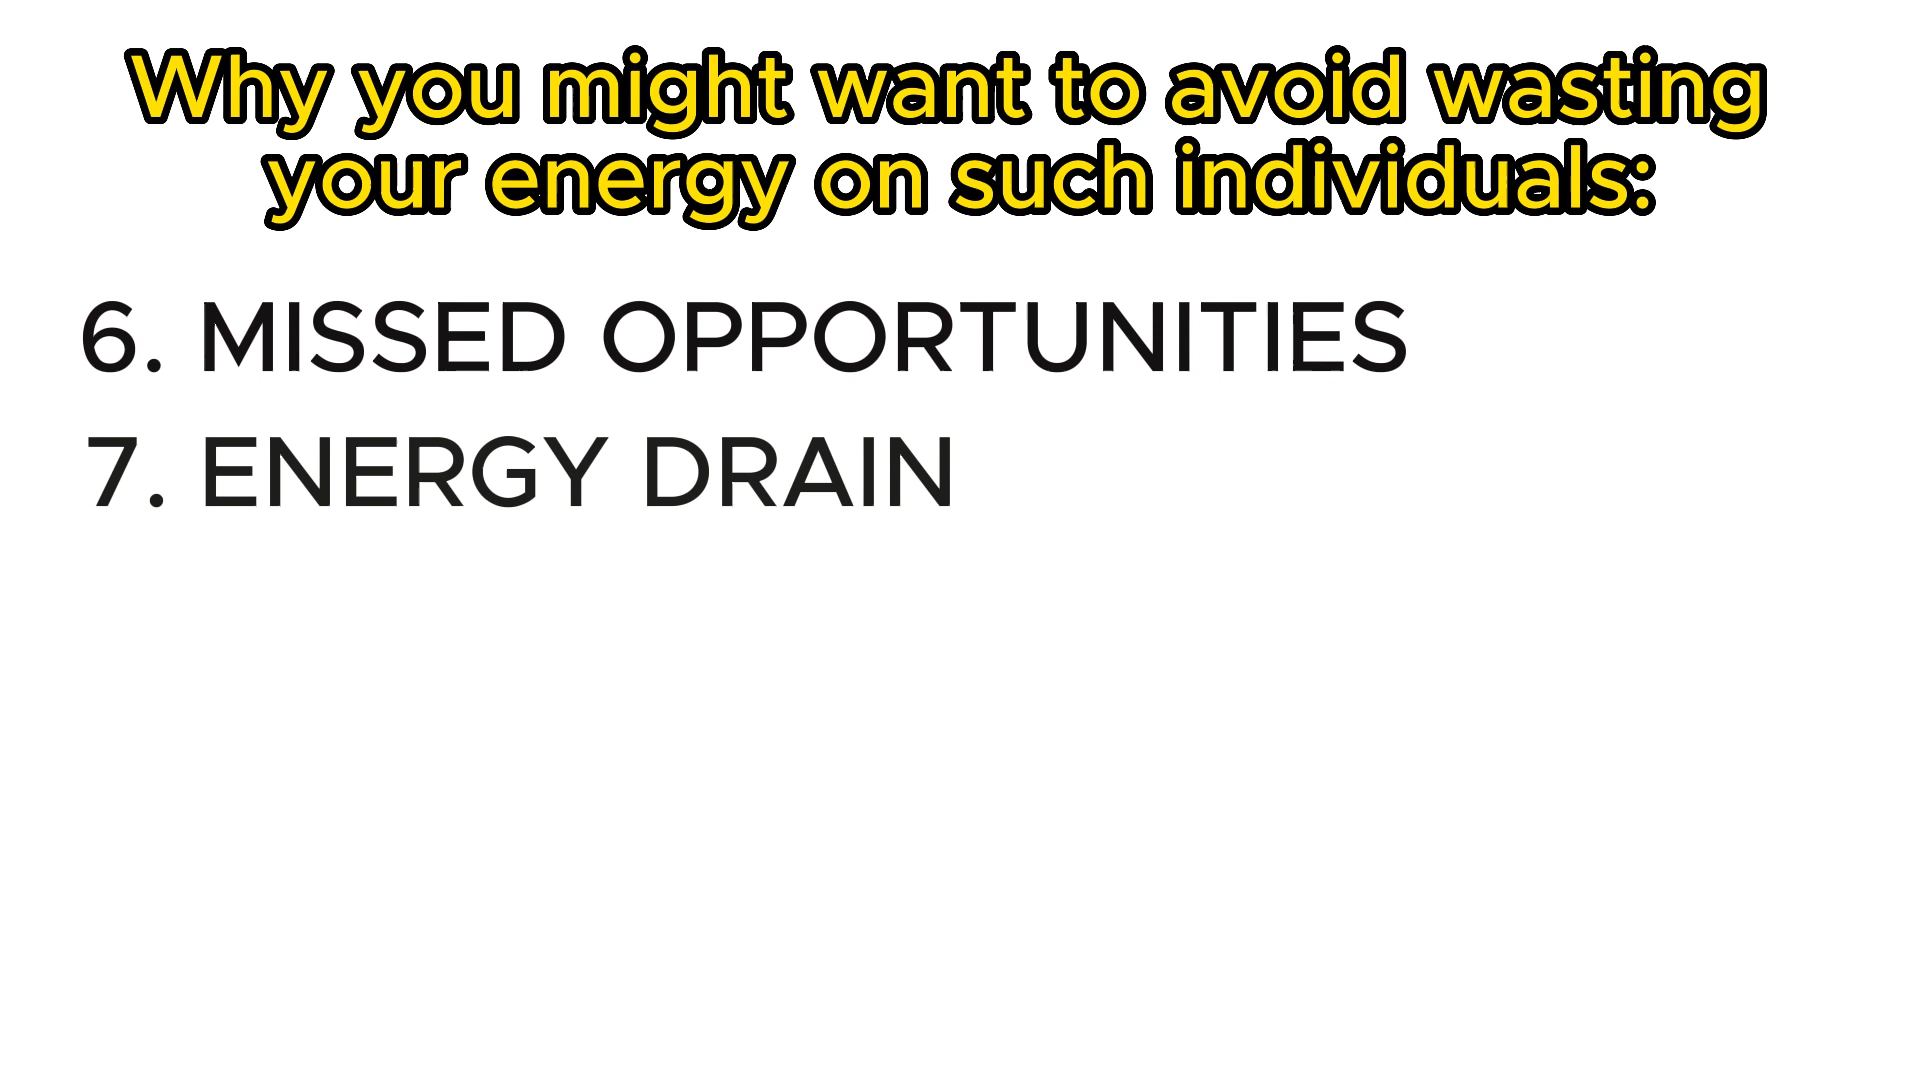 Why you might want to avoid wasting
your energy on such individuals:
6. MISSED OPPORTUNITIES
7. ENERGY DRAIN